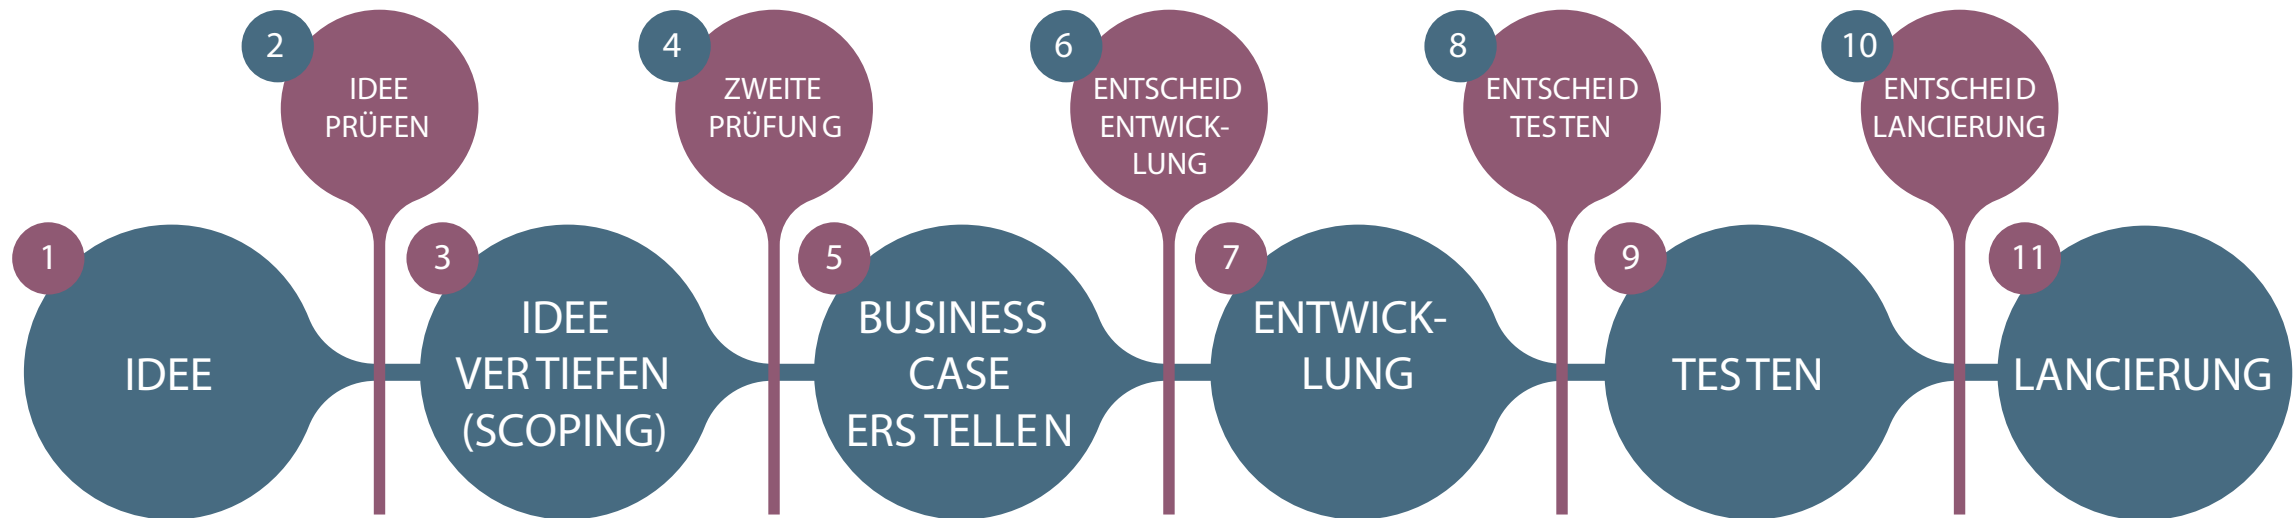 1
IDEE
2
IDEE
PRÜFEN
3
IDEE
VERTIEFEN
(SCOPING)
4
ZWEITE
PRÜFUNG
5
BUSINESS
CASE
ERSTELLEN
6
ENTSCHEID
ENTWICK-
LUNG
7
ENTWICK-
LUNG
8
ENTSCHEID
TESTEN
9
TESTEN
10
ENTSCHEID
LANCIERUNG
11
LANCIERUNG